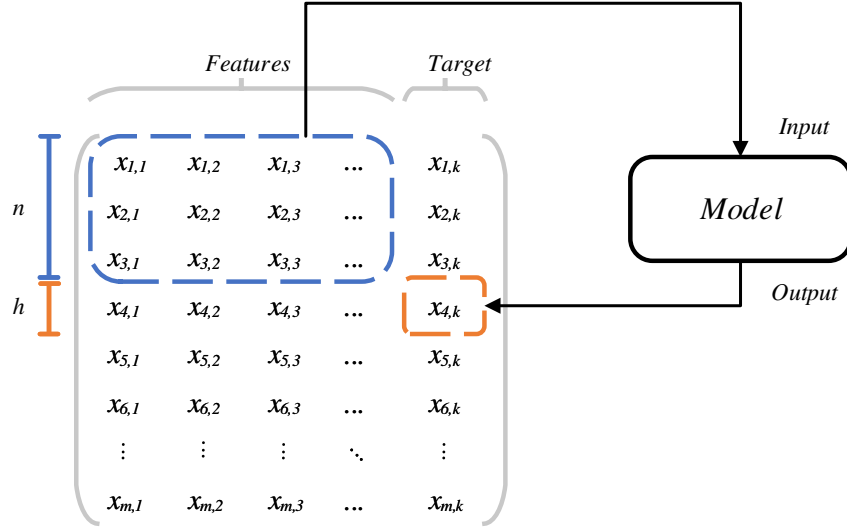 Features Target
Input
x1,1 x1,2 x1,3 ... x1,k
n x2,1 x2,2 x2,3 ... x2,k Model
x3,1 x3,2 x3,3 ... x3,k
Output
h x4,1 x4,2 x4,3 ... x4,k
x5,1 x5,2 x5,3 ... x5,k
x6,1 x6,2 x6,3 ... x6,k
⋮ ⋮ ⋮ ⋱ ⋮
xm,1 xm,2 xm,3 ... xm,k